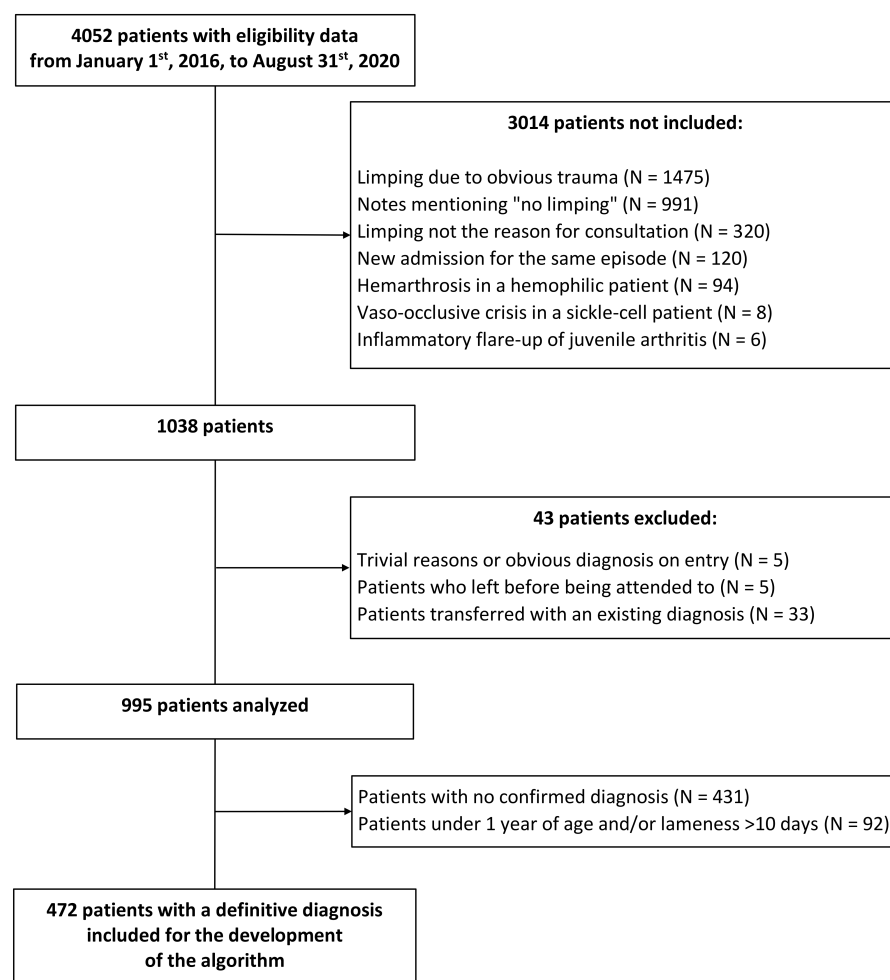 4052 patients with eligibility data
from January 1st, 2016, to August 31st, 2020
3014 patients not included:
Limping due to obvious trauma (N = 1475)
Notes mentioning "no limping" (N = 991)
Limping not the reason for consultation (N = 320)
New admission for the same episode (N = 120)
Hemarthrosis in a hemophilic patient (N = 94)
Vaso-occlusive crisis in a sickle-cell patient (N = 8)
Inflammatory flare-up of juvenile arthritis (N = 6)
1038 patients
43 patients excluded:
Trivial reasons or obvious diagnosis on entry (N = 5)
Patients who left before being attended to (N = 5)
Patients transferred with an existing diagnosis (N = 33)
995 patients analyzed
Patients with no confirmed diagnosis (N = 431)
Patients under 1 year of age and/or lameness >10 days (N = 92)
472 patients with a definitive diagnosis
included for the development
of the algorithm